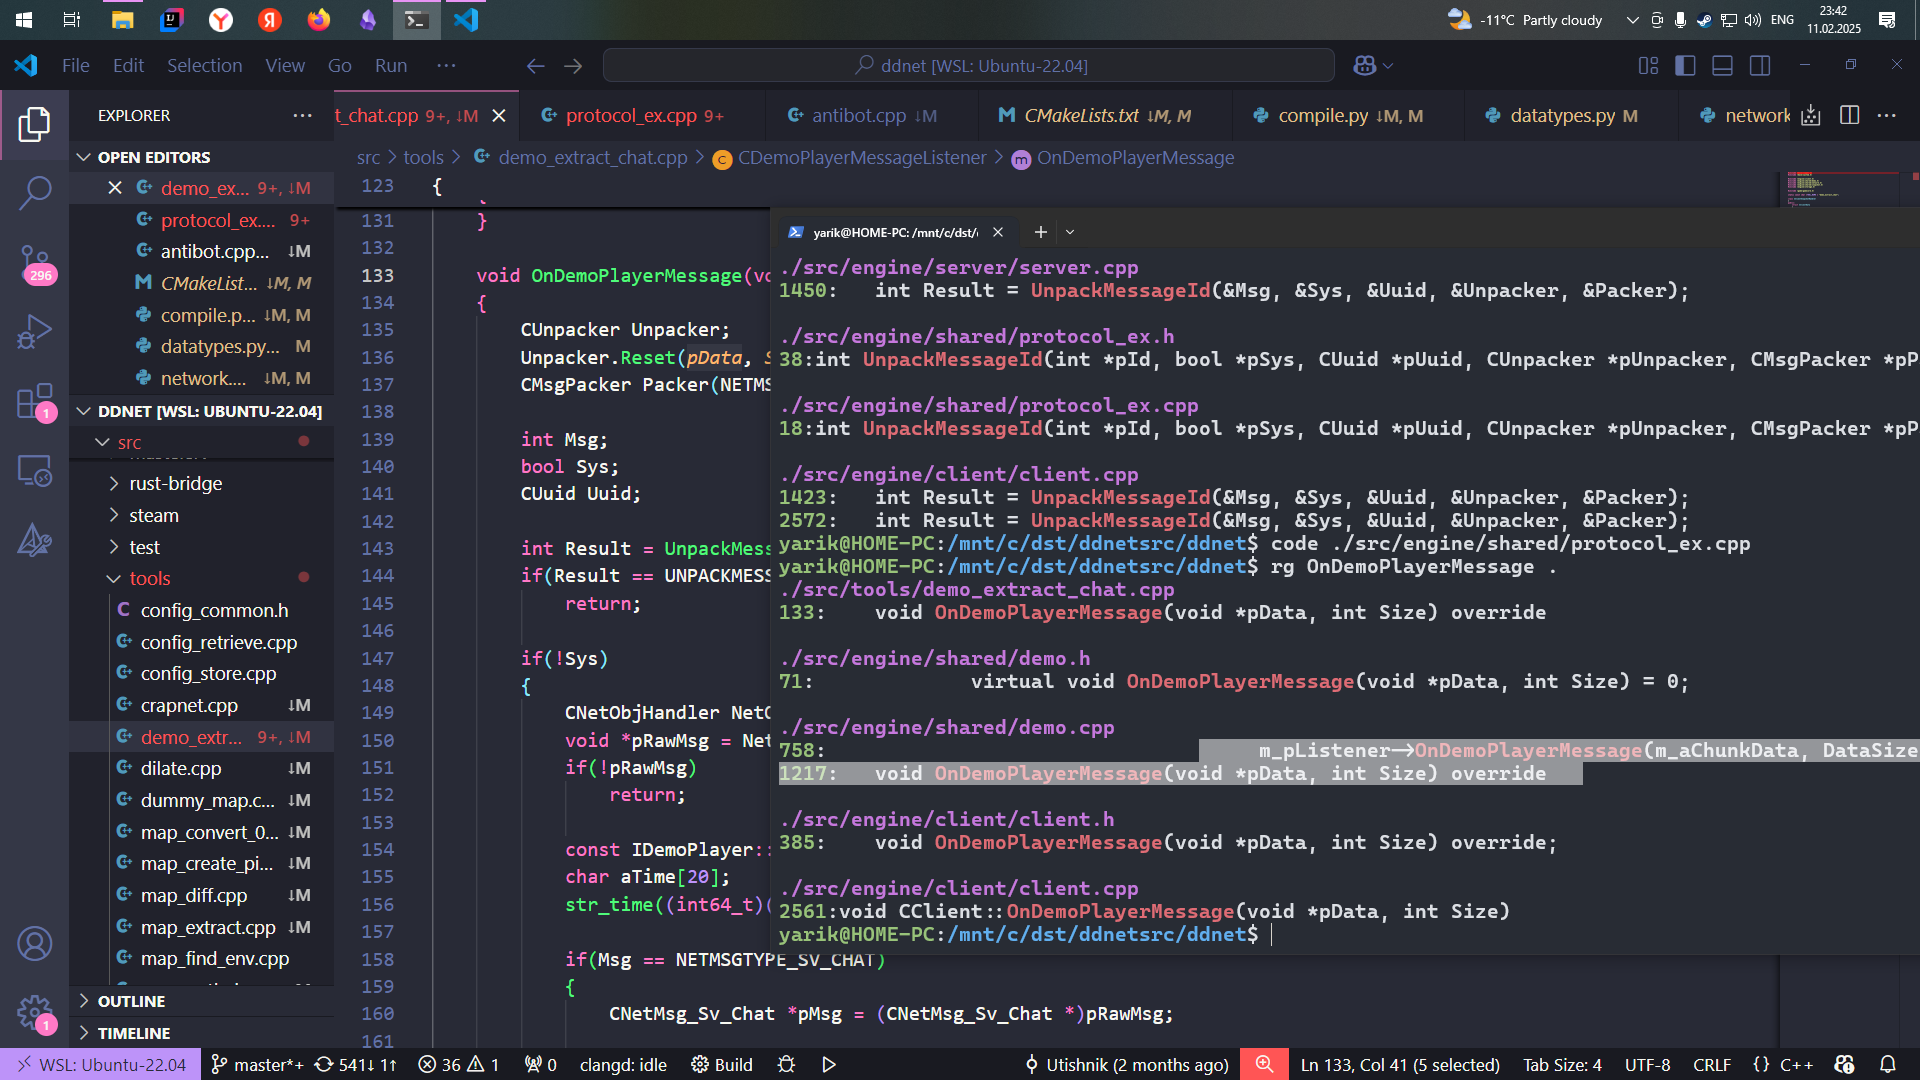 -11°C Partly cloudy
ENG
23:42
11.02.2025
File Edit Selection View Go Run ···
ddnet [WSL: Ubuntu-22.04]
EXPLORER
t_chat.cpp 9+, ↓M
protocol_ex.cpp 9+
antibot.cpp ↓M
CMakeLists.txt ↓M, M
compile.py ↓M, M
datatypes.py M
network
src > tools > demo_extract_chat.cpp > CDemoPlayerMessageListener > OnDemoPlayerMessage
OPEN EDITORS
demo_ex... 9+, ↓M
protocol_ex.... 9+
antibot.cpp... ↓M
CMakeList... ↓M, M
compile.p... ↓M, M
datatypes.py... M
network.... ↓M, M
DDNET [WSL: UBUNTU-22.04]
src
rust-bridge
steam
test
tools
config_common.h
config_retrieve.cpp
config_store.cpp
crapnet.cpp ↓M
demo_extr... 9+, ↓M
dilate.cpp ↓M
dummy_map.c... ↓M
map_convert_0... ↓M
map_create_pi... ↓M
map_diff.cpp ↓M
map_extract.cpp ↓M
map_find_env.cpp
OUTLINE
TIMELINE
296
1
1
123 {
131 }
132
133 void OnDemoPlayerMessage(vo
134 {
135 CUnpacker Unpacker;
136 Unpacker.Reset(pData, S
137 CMsgPacker Packer(NETMS
138
139 int Msg;
140 bool Sys;
141 CUuid Uuid;
142
143 int Result = UnpackMess
144 if(Result == UNPACKMESS
145 return;
146
147 if(!Sys)
148 {
149 CNetObjHandler NetO
150 void *pRawMsg = Net
151 if(!pRawMsg)
152 return;
153
154 const IDemoPlayer::
155 char aTime[20];
156 str_time((int64_t)(
157
158 if(Msg == NETMSGTYPE_SV_CHAT)
159 {
160 CNetMsg_Sv_Chat *pMsg = (CNetMsg_Sv_Chat *)pRawMsg;
161
yarik@HOME-PC: /mnt/c/dst/
./src/engine/server/server.cpp
1450: int Result = UnpackMessageId(&Msg, &Sys, &Uuid, &Unpacker, &Packer);
./src/engine/shared/protocol_ex.h
38:int UnpackMessageId(int *pId, bool *pSys, CUuid *pUuid, CUnpacker *pUnpacker, CMsgPacker *pP
./src/engine/shared/protocol_ex.cpp
18:int UnpackMessageId(int *pId, bool *pSys, CUuid *pUuid, CUnpacker *pUnpacker, CMsgPacker *pP
./src/engine/client/client.cpp
1423: int Result = UnpackMessageId(&Msg, &Sys, &Uuid, &Unpacker, &Packer);
2572: int Result = UnpackMessageId(&Msg, &Sys, &Uuid, &Unpacker, &Packer);
yarik@HOME-PC:/mnt/c/dst/ddnetsrc/ddnet$ code ./src/engine/shared/protocol_ex.cpp
yarik@HOME-PC:/mnt/c/dst/ddnetsrc/ddnet$ rg OnDemoPlayerMessage .
./src/tools/demo_extract_chat.cpp
133: void OnDemoPlayerMessage(void *pData, int Size) override
./src/engine/shared/demo.h
71: virtual void OnDemoPlayerMessage(void *pData, int Size) = 0;
./src/engine/shared/demo.cpp
758: m_pListener->OnDemoPlayerMessage(m_aChunkData, DataSize
1217: void OnDemoPlayerMessage(void *pData, int Size) override
./src/engine/client/client.h
385: void OnDemoPlayerMessage(void *pData, int Size) override;
./src/engine/client/client.cpp
2561:void CClient::OnDemoPlayerMessage(void *pData, int Size)
yarik@HOME-PC:/mnt/c/dst/ddnetsrc/ddnet$
WSL: Ubuntu-22.04 master*+ 541↓ 1↑ 36 1 0 clangd: idle Build
Utishnik (2 months ago) Ln 133, Col 41 (5 selected) Tab Size: 4 UTF-8 CRLF {} C++